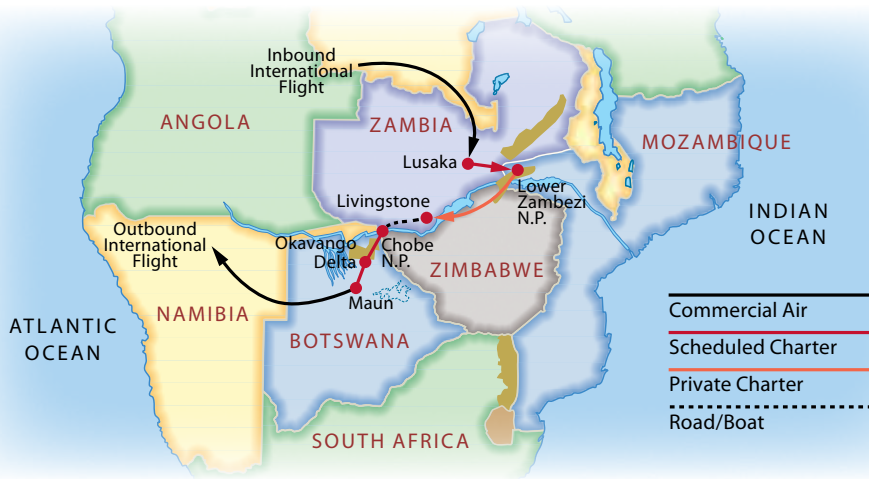 Inbound
International
Flight
ANGOLA
ZAMBIA
MOZAMBIQUE
Lusaka
Lower
Zambezi
N.P.
Livingstone
INDIAN
OCEAN
Outbound
International
Flight
Okavango
Delta
Chobe
N.P.
ZIMBABWE
Maun
NAMIBIA
ATLANTIC
OCEAN
BOTSWANA
SOUTH AFRICA
Commercial Air
Scheduled Charter
Private Charter
Road/Boat